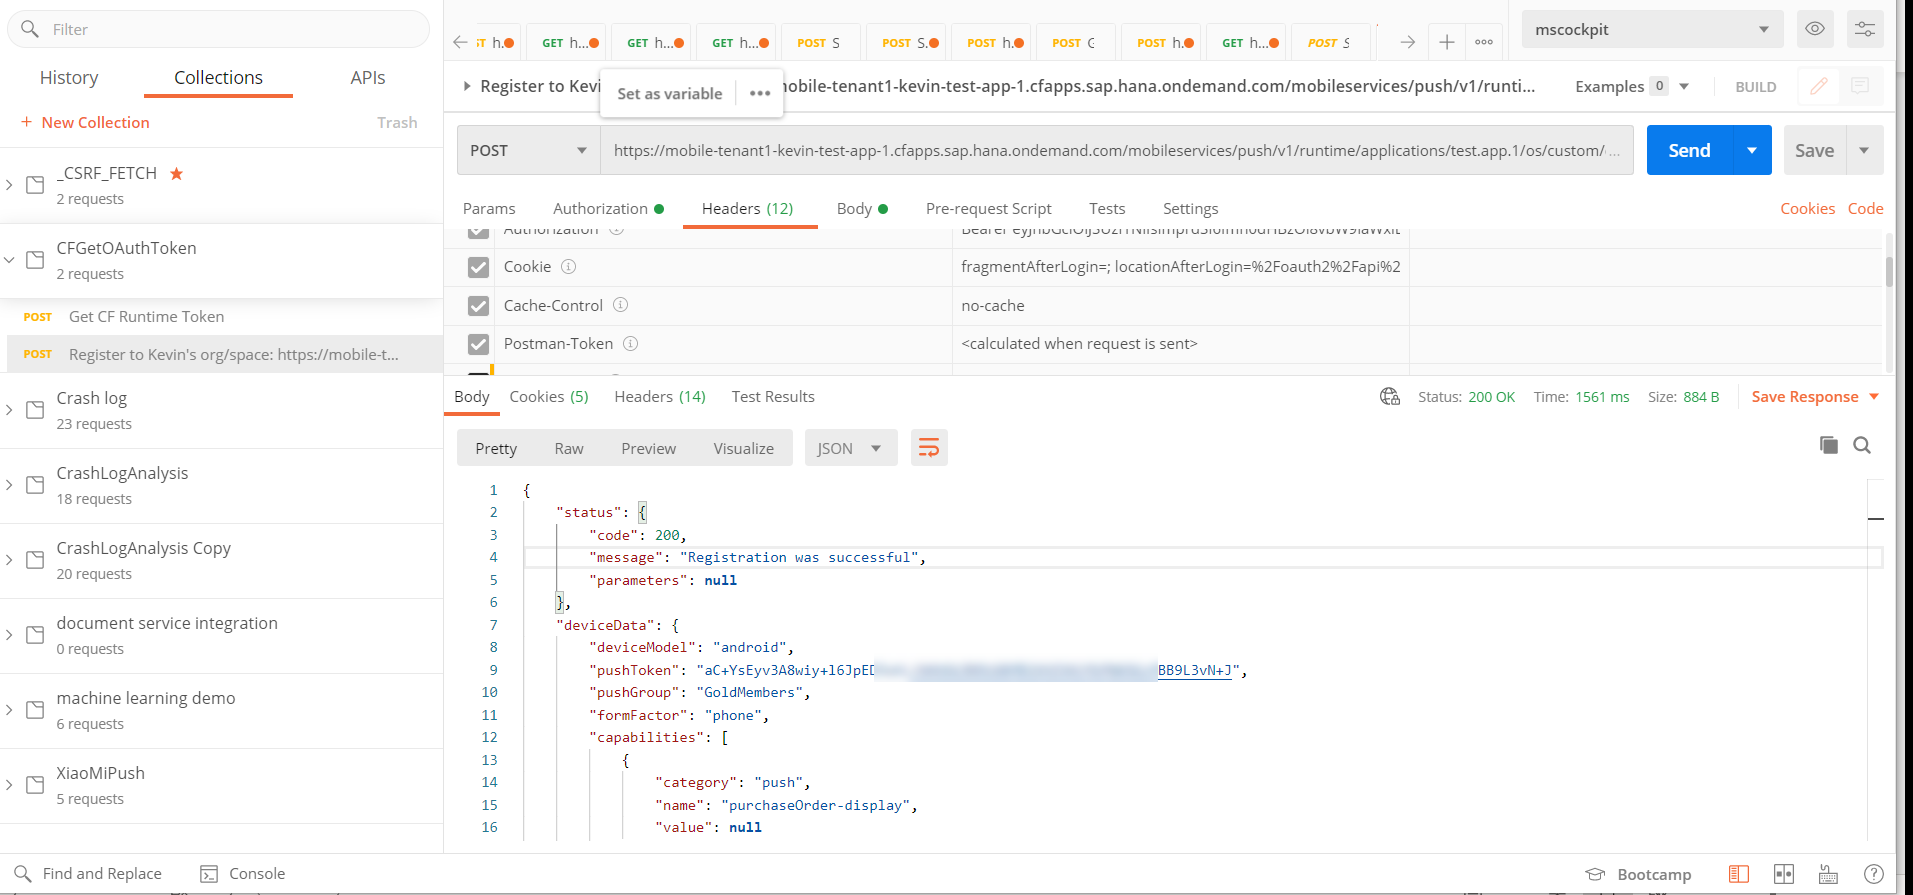 Filter
History Collections APIs
+ New Collection Trash
_CSRF_FETCH
2 requests
CFGetOAuthToken
2 requests
POST Get CF Runtime Token
POST Register to Kevin's org/space: https://mobile-t...
Crash log
23 requests
CrashLogAnalysis
18 requests
CrashLogAnalysis Copy
20 requests
document service integration
0 requests
machine learning demo
6 requests
XiaoMiPush
5 requests
ST h. GET h... GET h... GET h... POST S POST S. POST h. POST POST h. GET h... POST
mscockpit
Register to Kevi
Set as variable
nobile-tenant1-kevin-test-app-1.cfapps.sap.hana.ondemand.com/mobileservices/push/v1/runti...
Examples 0 BUILD
POST https://mobile-tenant1-kevin-test-app-1.cfapps.sap.hana.ondemand.com/mobileservices/push/v1/runtime/applications/test.app.1/os/custom/ ... Send Save
Params Authorization Headers (12) Body Pre-request Script Tests Settings Cookies Code
Authorization Bearer
Cookie fragmentAfterLogin=; locationAfterLogin=%2Foauth2%2Fapi%2
Cache-Control no-cache
Postman-Token <calculated when request is sent>
Body Cookies (5) Headers (14) Test Results Status: 200 OK Time: 1561 ms Size: 884 B Save Response
Pretty Raw Preview Visualize JSON
1 {
2 "status": {
3 "code": 200,
4 "message": "Registration was successful",
5 "parameters": null
6 },
7 "deviceData": {
8 "deviceModel": "android",
9 "pushToken": "aC+YsEyv3A8wiy+l6JpED BB9L3vN+J",
10 "pushGroup": "GoldMembers",
11 "formFactor": "phone",
12 "capabilities": [
13 {
14 "category": "push",
15 "name": "purchaseOrder-display",
16 "value": null
Find and Replace Console Bootcamp